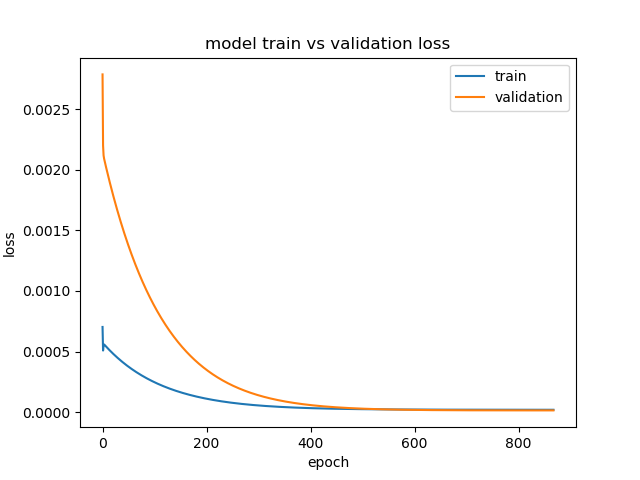 model train vs validation loss
train
validation
0.0025
0.0020
0.0015
0.0010
0.0005
0.0000
loss
0 200 400 600 800
epoch